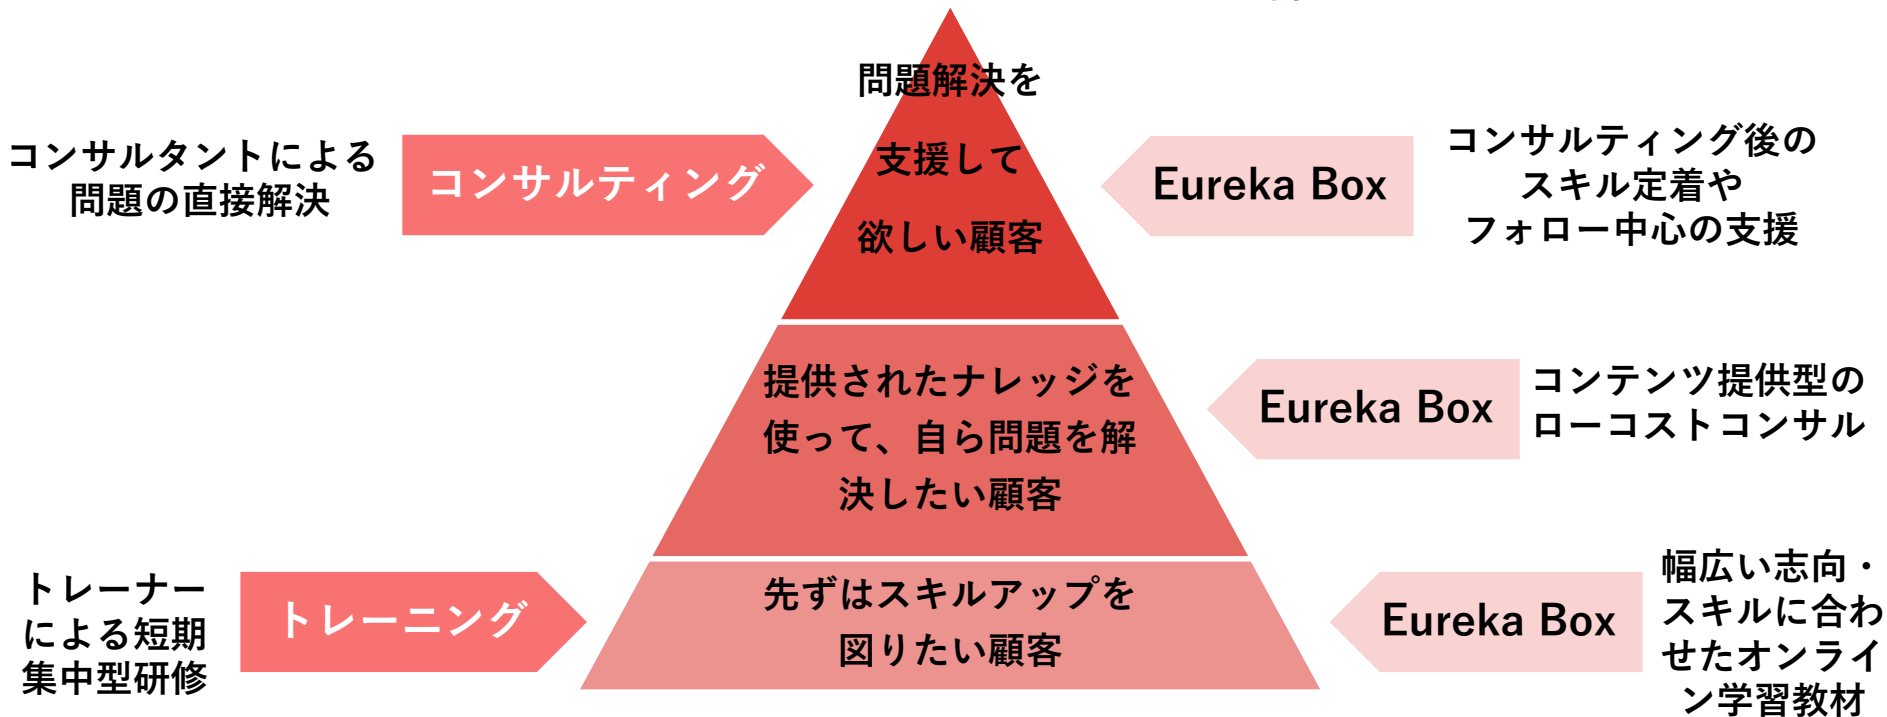 問題解決を
支援して
欲しい顧客
コンサルタントによる
問題の直接解決
コンサルティング
Eureka Box
コンサルティング後の
スキル定着や
フォロー中心の支援
提供されたナレッジを
使って、自ら問題を解
決したい顧客
Eureka Box
コンテンツ提供型の
ローコストコンサル
トレーナー
による短期
集中型研修
トレーニング
先ずはスキルアップを
図りたい顧客
Eureka Box
幅広い志向・
スキルに合わ
せたオンライ
ン学習教材